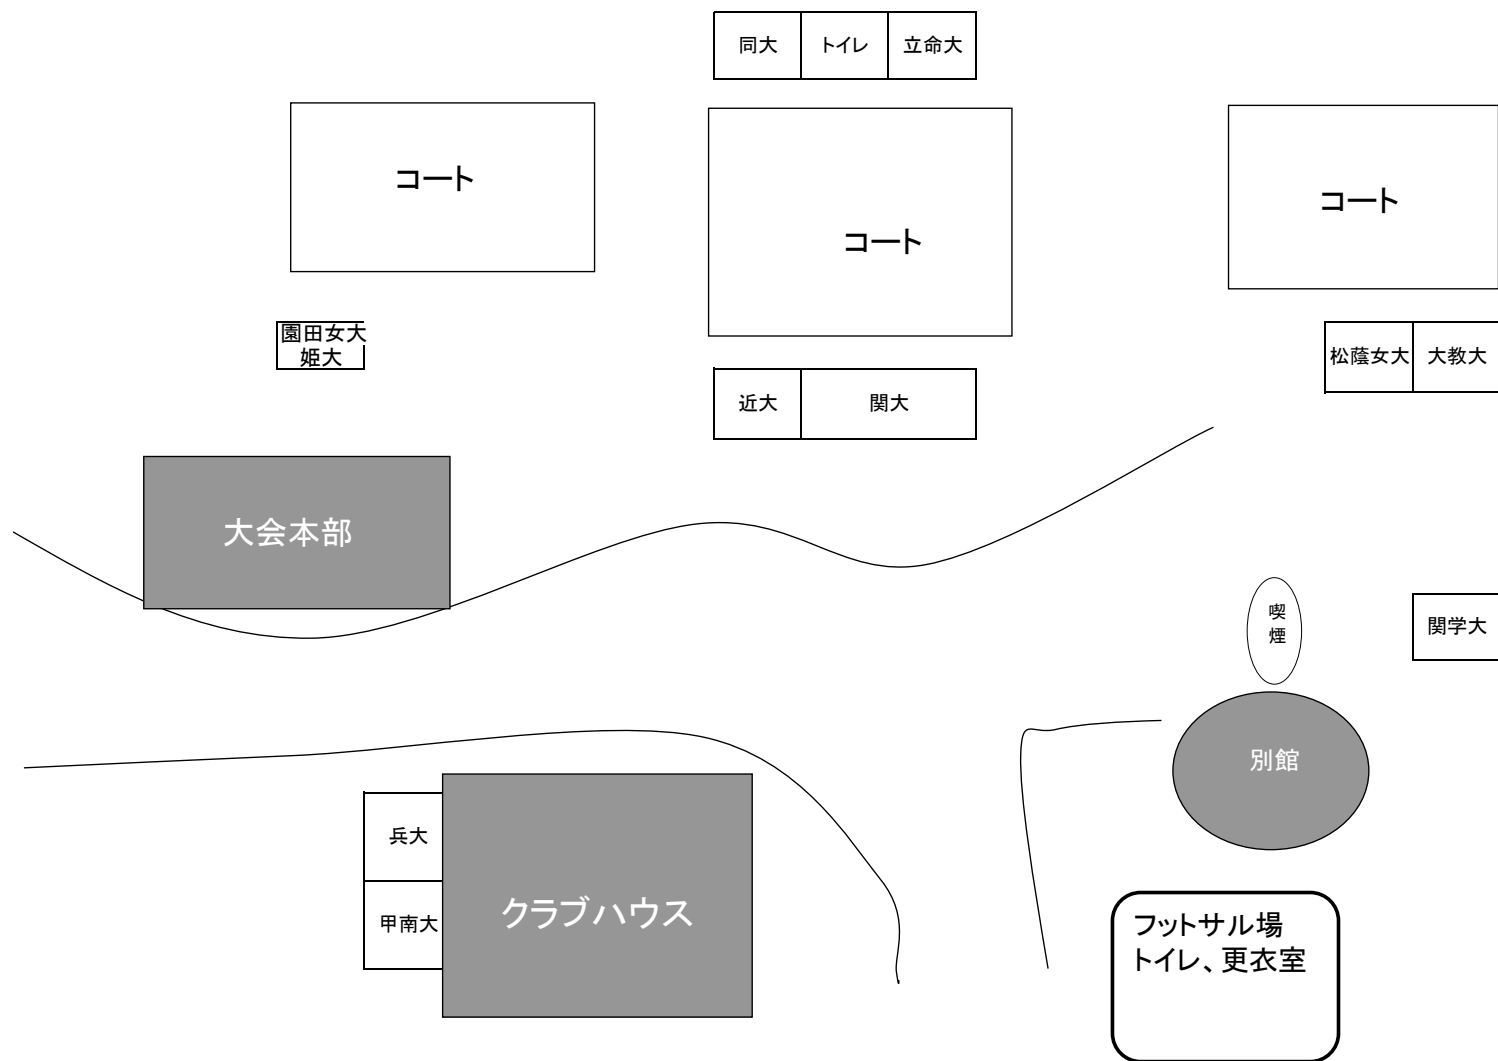 同大
トイレ
立命大
コート
コート
コート
園田女大
姫大
松蔭女大
大教大
近大
関大
大会本部
喫
煙
関学大
別館
兵大
甲南大
クラブハウス
フットサル場
トイレ、更衣室